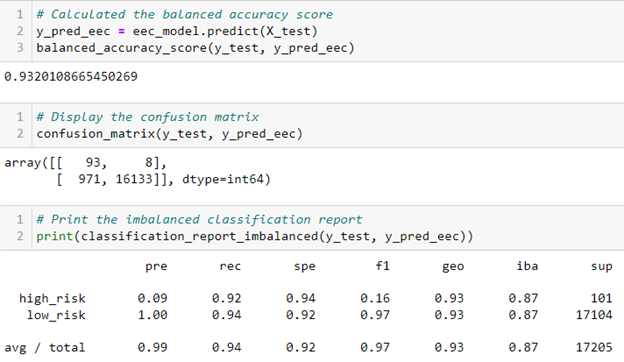 1 # Calculated the balanced accuracy score
2 y_pred_eec = eec_model.predict(X_test)
3 balanced_accuracy_score(y_test, y_pred_eec)
0.9320108665450269
1 # Display the confusion matrix
2 confusion_matrix(y_test, y_pred_eec)
array([[   93,     8],
       [  971, 16133]], dtype=int64)
1 # Print the imbalanced classification report
2 print(classification_report_imbalanced(y_test, y_pred_eec))
pre rec spe f1 geo iba sup
high_risk 0.09 0.92 0.94 0.16 0.93 0.87 101
low_risk 1.00 0.94 0.92 0.97 0.93 0.87 17104
avg / total 0.99 0.94 0.92 0.97 0.93 0.87 17205